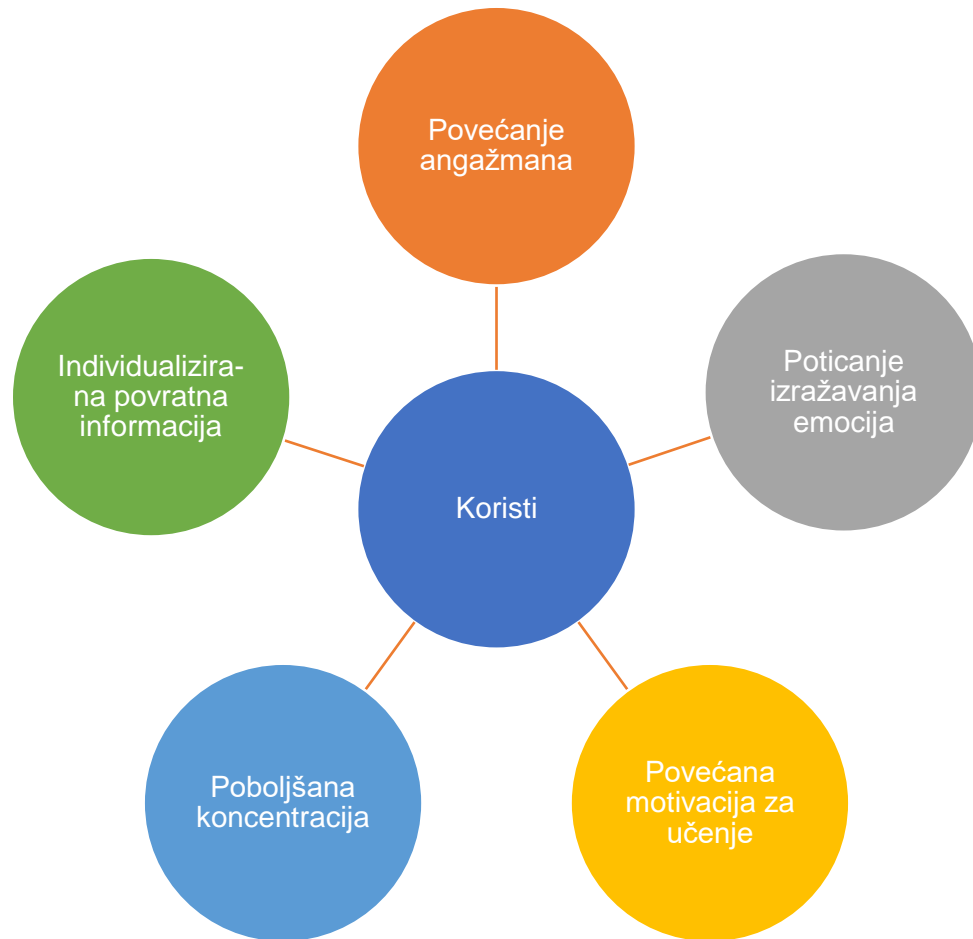 Povećanje
angažmana
Poticanje
izražavanja
emocija
Povećana
motivacija za
učenje
Poboljšana
koncentracija
Individualizira-
na povratna
informacija
Koristi